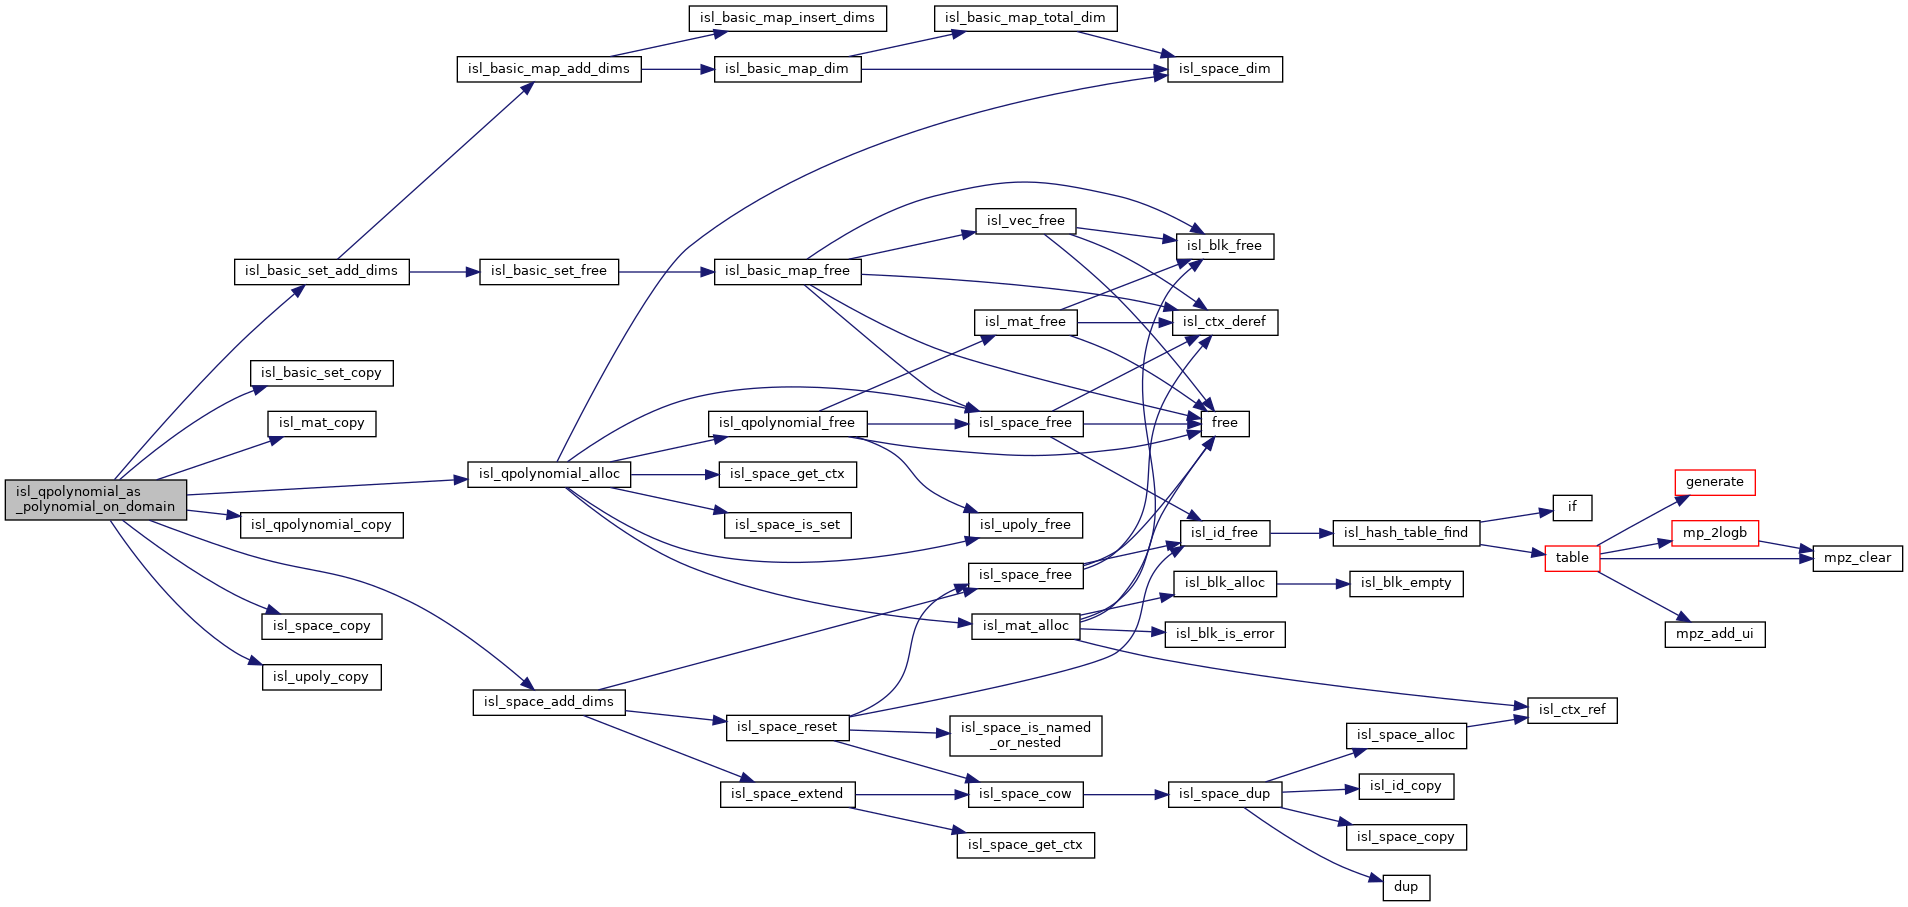 isl_basic_map_insert_dims
isl_basic_map_total_dim
isl_basic_map_add_dims
isl_basic_map_dim
isl_space_dim
isl_vec_free
isl_blk_free
isl_basic_set_add_dims
isl_basic_set_free
isl_basic_map_free
isl_mat_free
isl_ctx_deref
isl_basic_set_copy
isl_mat_copy
isl_qpolynomial_free
isl_space_free
free
isl_qpolynomial_alloc
isl_space_get_ctx
generate
isl_qpolynomial_as
_polynomial_on_domain
isl_qpolynomial_copy
isl_space_is_set
isl_upoly_free
isl_id_free
isl_hash_table_find
if
mp_2logb
table
mpz_clear
isl_space_free
isl_blk_alloc
isl_blk_empty
isl_space_copy
isl_mat_alloc
isl_blk_is_error
mpz_add_ui
isl_upoly_copy
isl_space_add_dims
isl_ctx_ref
isl_space_reset
isl_space_is_named
_or_nested
isl_space_alloc
isl_space_extend
isl_space_cow
isl_space_dup
isl_id_copy
isl_space_copy
isl_space_get_ctx
dup